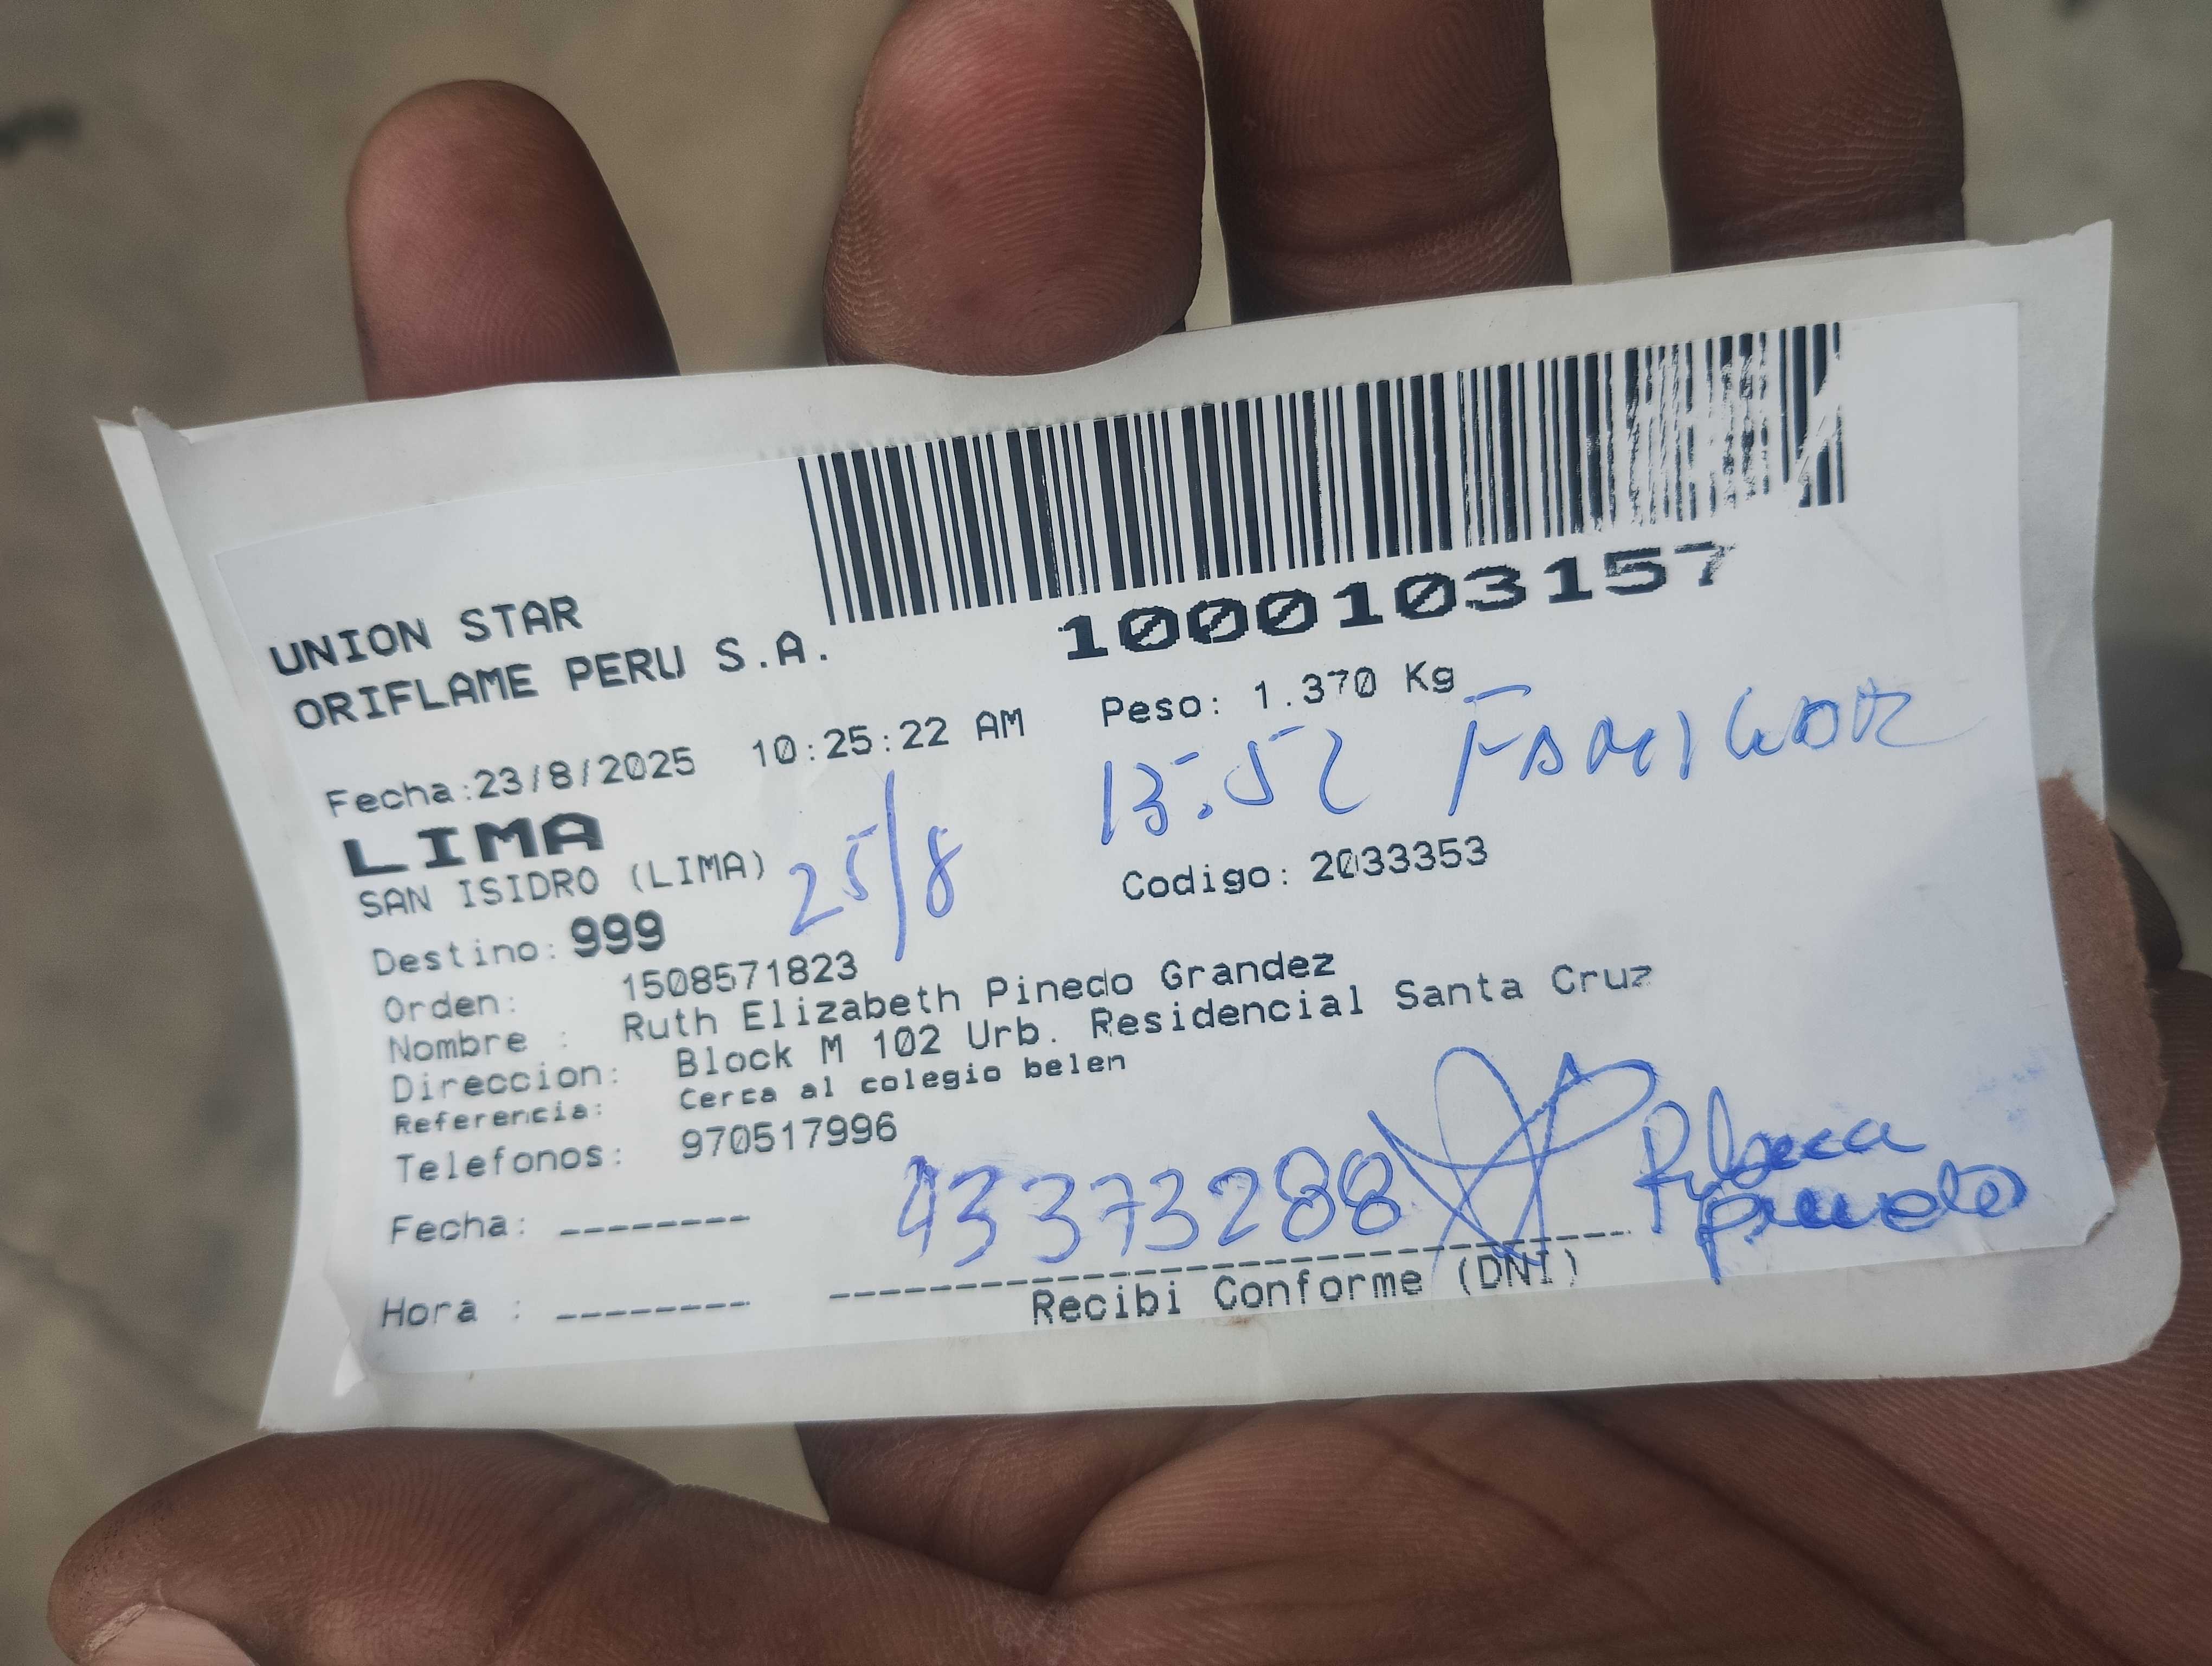 1000103157
UNION STAR
ORIFLAME PERU S.A.
Peso: 1.370 Kg
Fecha:23/8/2025 10:25:22 AM
13.52
LIMA
SAN ISIDRO (LIMA)
25/8
Codigo: 2033353
Destino: 999
Orden: 1508571823
Nombre : Ruth Elizabeth Pinedo Grandez
Direccion: Block M 102 Urb. Residencial Santa Cruz
Referencia: Cerca al colegio belen
Telefonos: 970517996
43373288
Fecha: --------
Hora : --------
Recibi Conforme (DNI)